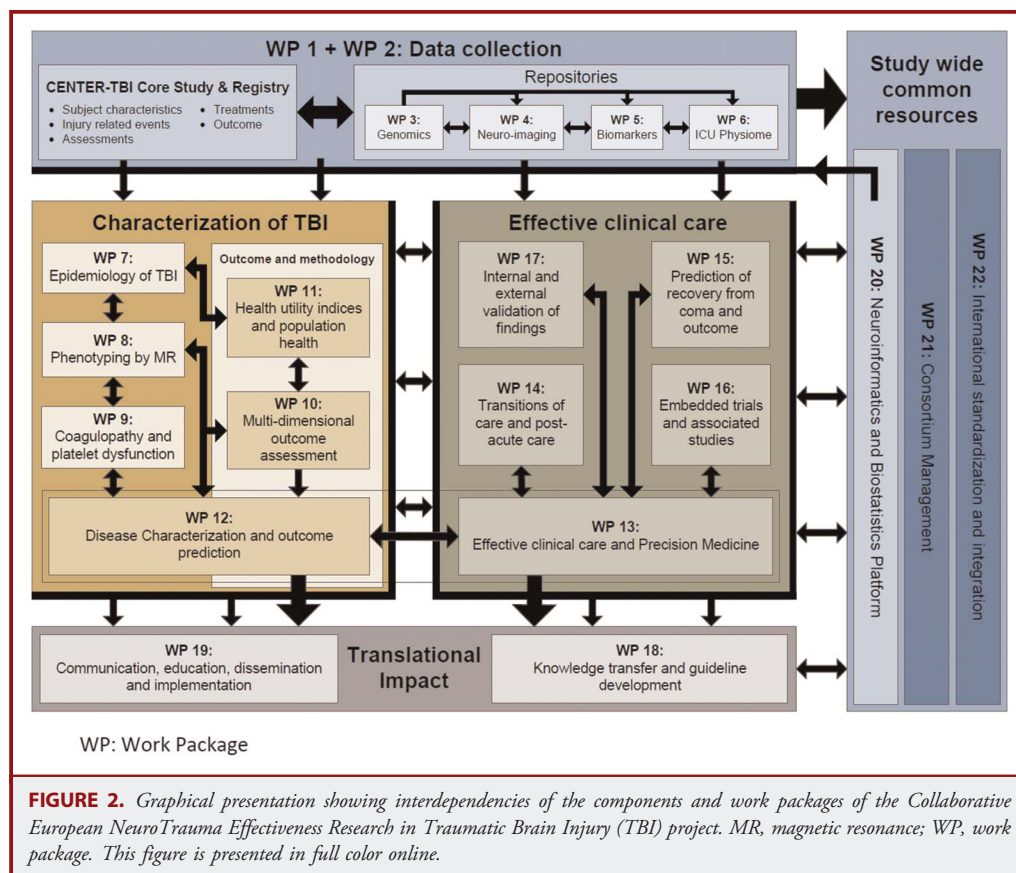 WP 1 + WP 2: Data collection
CENTER-TBI Core Study & Registry
• Subject characteristics
• Injury related events
• Assessments
• Treatments
• Outcome
Repositories
WP 3:
Genomics
WP 4:
Neuro-imaging
WP 5:
Biomarkers
WP 6:
ICU Physiome
Study wide
common
resources
Characterization of TBI
WP 7:
Epidemiology of TBI
WP 8:
Phenotyping by MR
WP 9:
Coagulopathy and
platelet dysfunction
Outcome and methodology
WP 11:
Health utility indices
and population
health
WP 10:
Multi-dimensional
outcome
assessment
WP 12:
Disease Characterization and outcome
prediction
Effective clinical care
WP 17:
Internal and
external
validation of
findings
WP 15:
Prediction of
recovery from
coma and
outcome
WP 14:
Transitions of
care and post-
acute care
WP 16:
Embedded trials
and associated
studies
WP 13:
Effective clinical care and Precision Medicine
WP 20: Neuroinformatics and Biostatistics Platform
WP 21: Consortium Management
WP 22: International standardization and integration
WP 19:
Communication, education, dissemination
and implementation
Translational
Impact
WP 18:
Knowledge transfer and guideline
development
WP: Work Package
FIGURE 2. Graphical presentation showing interdependencies of the components and work packages of the Collaborative
European NeuroTrauma Effectiveness Research in Traumatic Brain Injury (TBI) project. MR, magnetic resonance; WP, work
package. This figure is presented in full color online.